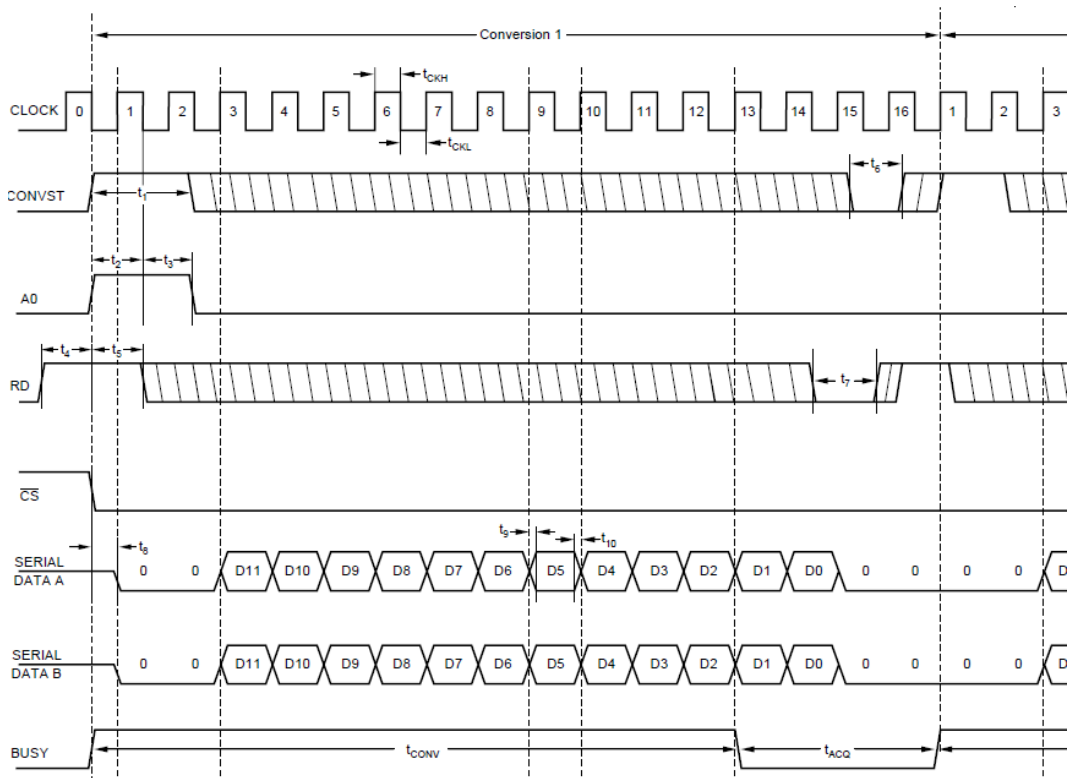 Conversion 1
tCKH
CLOCK 0 1 2 3 4 5 6 7 8 9 10 11 12 13 14 15 16 1 2 3
tCKL
t6
CONVST t1
t2 t3
A0
t4 t5
RD t7
CS
t9 t10
t8
SERIAL
DATA A 0 0 D11 D10 D9 D8 D7 D6 D5 D4 D3 D2 D1 D0 0 0 0 0 D
SERIAL
DATA B 0 0 D11 D10 D9 D8 D7 D6 D5 D4 D3 D2 D1 D0 0 0 0 0 D
BUSY tCONV tACQ